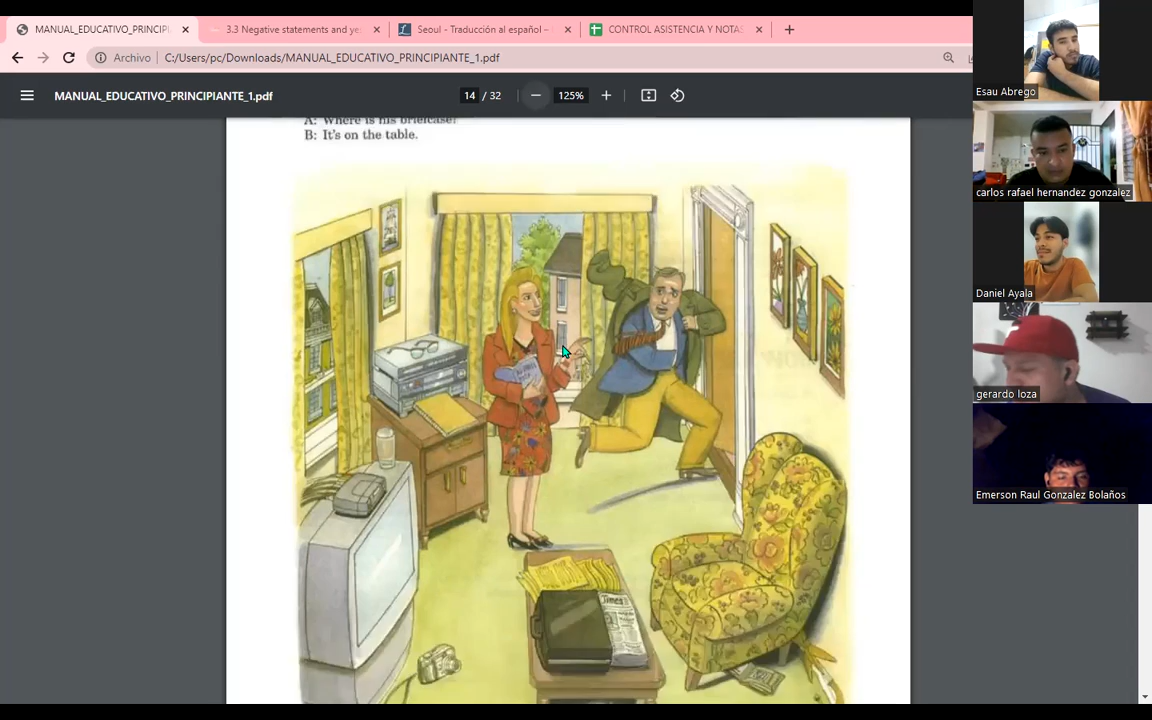 MANUAL_EDUCATIVO_PRINCIPI
3.3 Negative statements and ye
Seoul - Traducción al español –
CONTROL ASISTENCIA Y NOTAS
Archivo
C:/Users/pc/Downloads/MANUAL_EDUCATIVO_PRINCIPIANTE_1.pdf
MANUAL_EDUCATIVO_PRINCIPIANTE_1.pdf
14 / 32
125%
A: Where is his briefcase?
B: It's on the table.
Times
Esau Abrego
carlos rafael hernandez gonzalez
Daniel Ayala
gerardo loza
Emerson Raul Gonzalez Bolaños